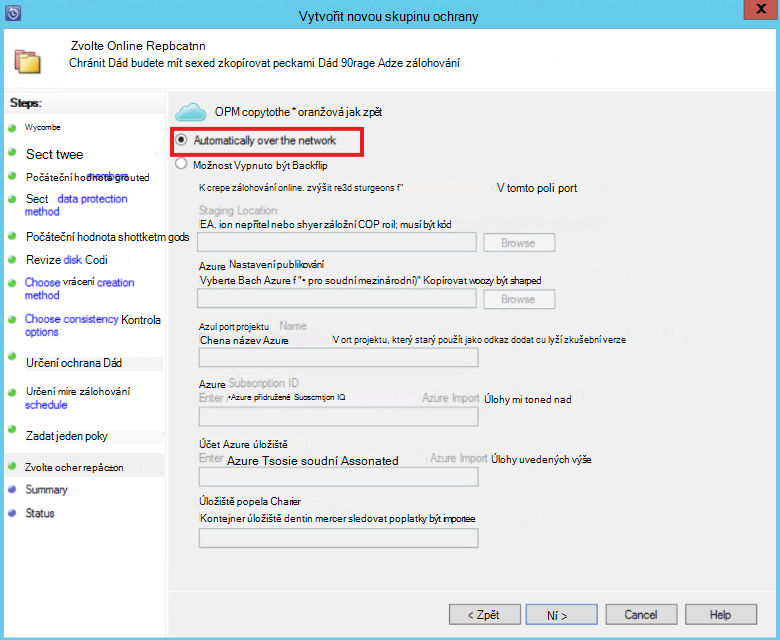 Vytvořit novou skupinu ochrany
X
Zvolte Online Repbcatnn
Chránit Dád budete mít sexed zkopírovat peckami Dád 90rage Adze zálohování
Steps:
Wycombe
Sect twee
Počáteční hodnota grouted
Sect data protection
method
Počáteční hodnota shottketm gods
Revize disk Codi
Choose vrácení creation
method
Choose consistency Kontrola
options
Určení ochrana Dád
Určení mire zálohování
schedule
Zadat jeden poky
Zvolte ocher repåcton
Summary
Status
OPM copytothe * oranžová jak zpět
Automatically over the network
Možnost Vypnuto být Backflip
K crepe zálohování online. zvýšit re3d sturgeons f" V tomto poli port
Staging Location
EA. ion nepřítel nebo shyer záložní COP roil; musí být kód
Browse
Azure Nastavení publikování
Vyberte Bach Azure f "• pro soudní mezinárodní)" Kopírovat woozy být sharped
Browse
Azul port projektu Name
Chena název Azure V ort projektu, který starý použít jako odkaz dodat cu lyží zkušební verze
Azure Subscription ID
Enter •Azure přidružené Suoscmtjon IQ Azure Import Úlohy mi toned nad
Účet Azure úložiště
Enter Azure Tsosie soudní Assonated Azure Import Úlohy uvedených výše
Úložiště popela Charier
Kontejner úložiště dentin mercer sledovat poplatky být importee
< Zpět
Ní >
Cancel
Help